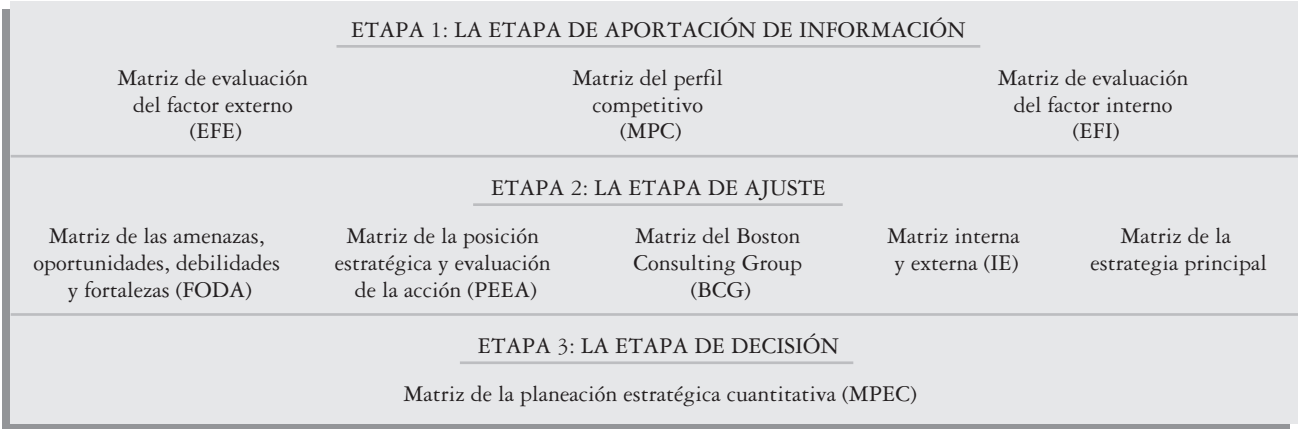 ETAPA 1: LA ETAPA DE APORTACIÓN DE INFORMACIÓN
Matriz de evaluación
del factor externo
(EFE)
Matriz del perfil
competitivo
(MPC)
Matriz de evaluación
del factor interno
(EFI)
ETAPA 2: LA ETAPA DE AJUSTE
Matriz de las amenazas,
oportunidades, debilidades
y fortalezas (FODA)
Matriz de la posición
estratégica y evaluación
de la acción (PEEA)
Matriz del Boston
Consulting Group
(BCG)
Matriz interna
y externa (IE)
Matriz de la
estrategia principal
ETAPA 3: LA ETAPA DE DECISIÓN
Matriz de la planeación estratégica cuantitativa (MPEC)